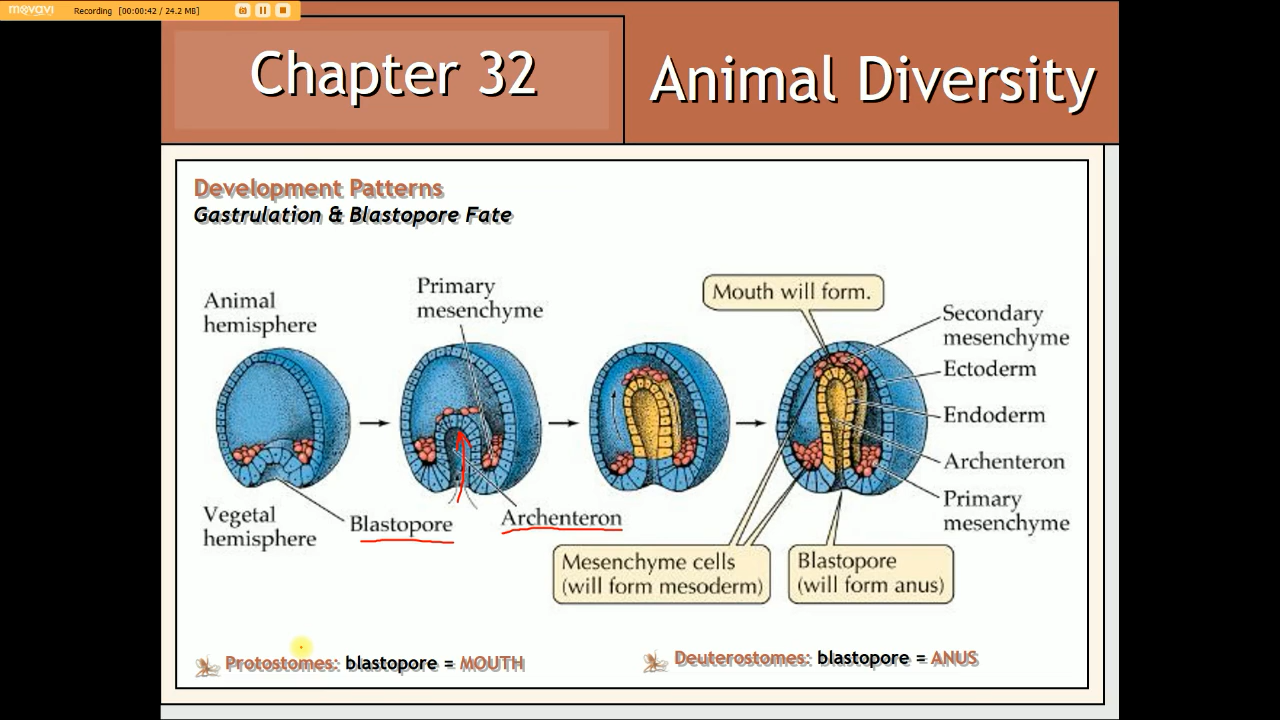 movavi
Recording [00:00:42 / 24.2 MB]
Chapter 32
Animal Diversity
Development Patterns
Gastrulation & Blastopore Fate
Animal
hemisphere
Primary
mesenchyme
Mouth will form.
Secondary
mesenchyme
Ectoderm
Endoderm
Archenteron
Primary
mesenchyme
Vegetal
hemisphere
Blastopore
Archenteron
Mesenchyme cells
(will form mesoderm)
Blastopore
(will form anus)
Protostomes: blastopore = MOUTH
Deuterostomes: blastopore = ANUS